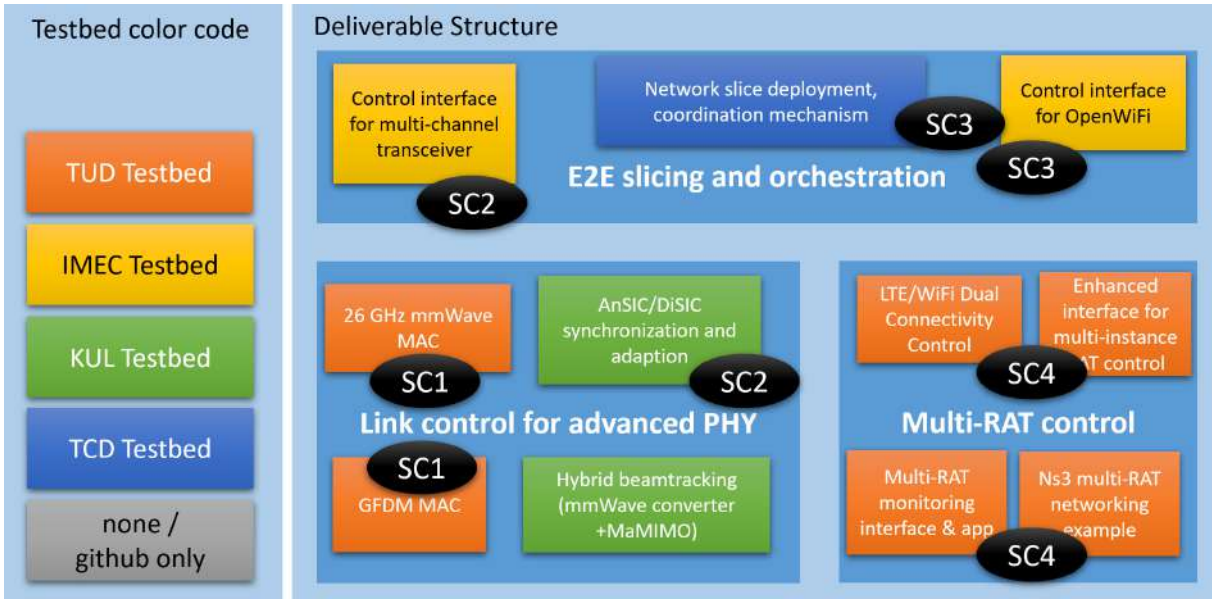 Testbed color code
TUD Testbed
IMEC Testbed
KUL Testbed
TCD Testbed
none /
github only
Deliverable Structure
Control interface
for multi-channel
transceiver
SC2
Network slice deployment,
coordination mechanism
SC3
Control interface
for OpenWiFi
SC3
E2E slicing and orchestration
26 GHz mmWave
MAC
SC1
AnSIC/DiSIC
synchronization and
adaption
SC2
Link control for advanced PHY
SC1
GFDM MAC
Hybrid beamtracking
(mmWave converter
+MaMIMO)
LTE/WiFi Dual
Connectivity
Control
Enhanced
interface for
multi-instance
AT control
SC4
Multi-RAT control
Multi-RAT
monitoring
interface & app
Ns3 multi-RAT
networking
example
SC4